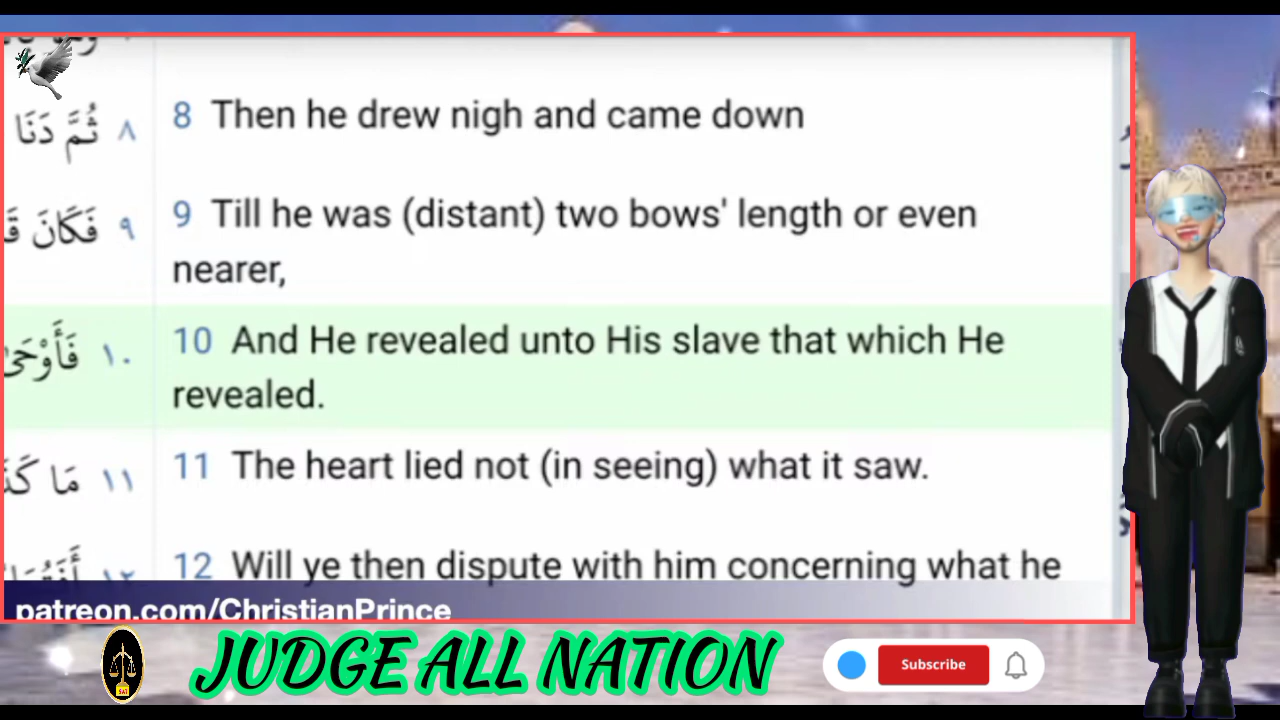 ٨ ثُمَّ دَنَا
8 Then he drew nigh and came down
٩ فَكَانَ
9 Till he was (distant) two bows' length or even
nearer,
١٠
10 And He revealed unto His slave that which He
revealed.
١١ مَا
11 The heart lied not (in seeing) what it saw.
١٢
12 Will ye then dispute with him concerning what he
patreon.com/ChristianPrince
JUDGE ALL NATION
Subscribe